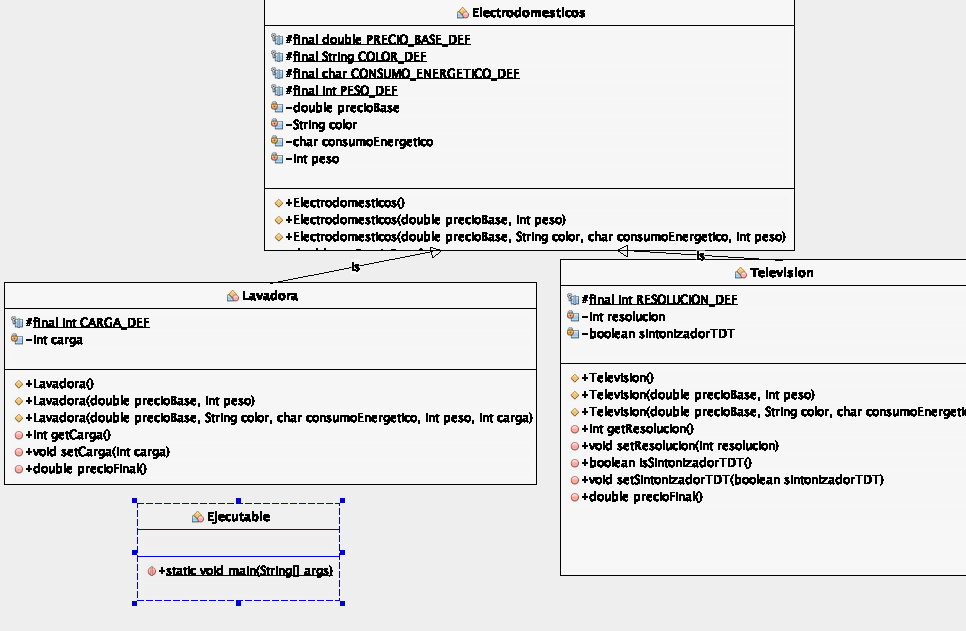 Electrodomesticos
#final double PRECIO_BASE_DEF
#final String COLOR_DEF
#final char CONSUMO_ENERGETICO_DEF
#final int PESO_DEF
-double precioBase
-String color
-char consumoEnergetico
-int peso
+Electrodomesticos()
+Electrodomesticos(double precioBase, int peso)
+Electrodomesticos(double precioBase, String color, char consumoEnergetico, int peso)
is
is
Lavadora
#final int CARGA_DEF
-int carga
+Lavadora()
+Lavadora(double precioBase, int peso)
+Lavadora(double precioBase, String color, char consumoEnergetico, int peso, int carga)
+int getCarga()
+void setCarga(int carga)
+double precioFinal()
Television
#final int RESOLUCION_DEF
-int resolucion
-boolean sintonizadorTDT
+Television()
+Television(double precioBase, int peso)
+Television(double precioBase, String color, char consumoEnergeti
+int getResolucion()
+void setResolucion(int resolucion)
+boolean isSintonizadorTDT()
+void setSintonizadorTDT(boolean sintonizadorTDT)
+double precioFinal()
Ejecutable
+static void main(String[] args)